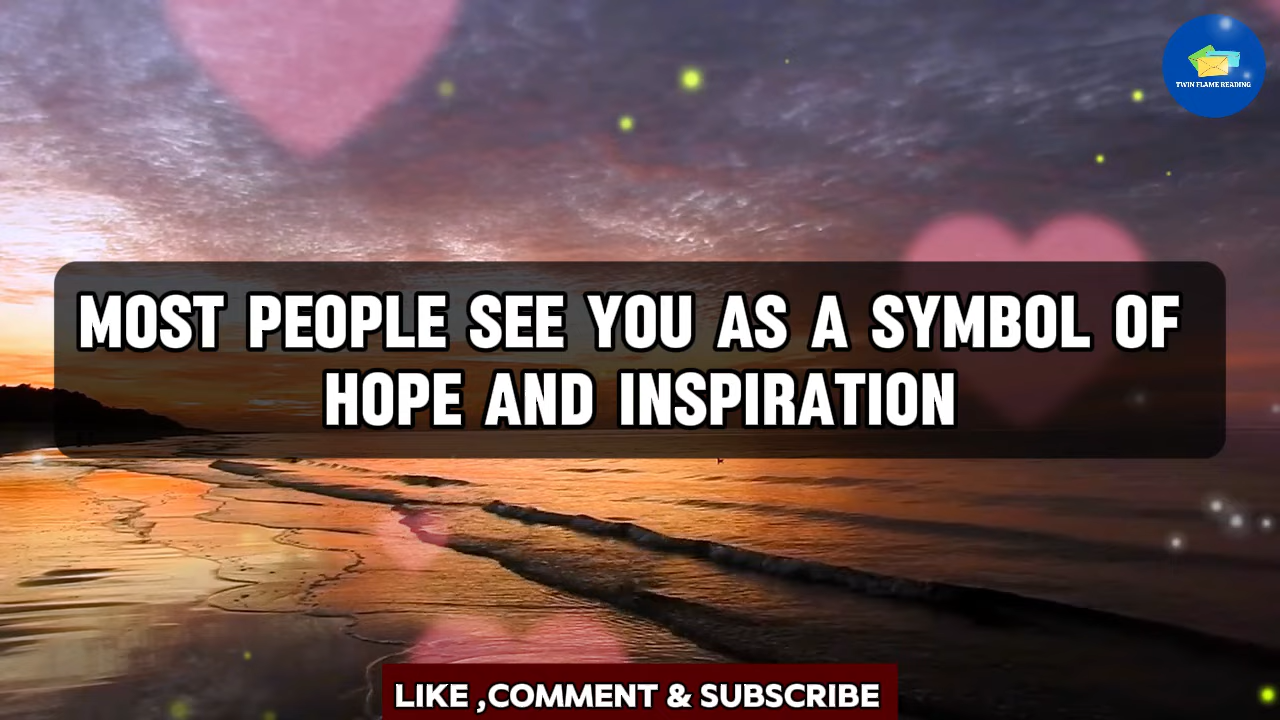 TWIN FLAME READING
MOST PEOPLE SEE YOU AS A SYMBOL OF
HOPE AND INSPIRATION
LIKE ,COMMENT & SUBSCRIBE